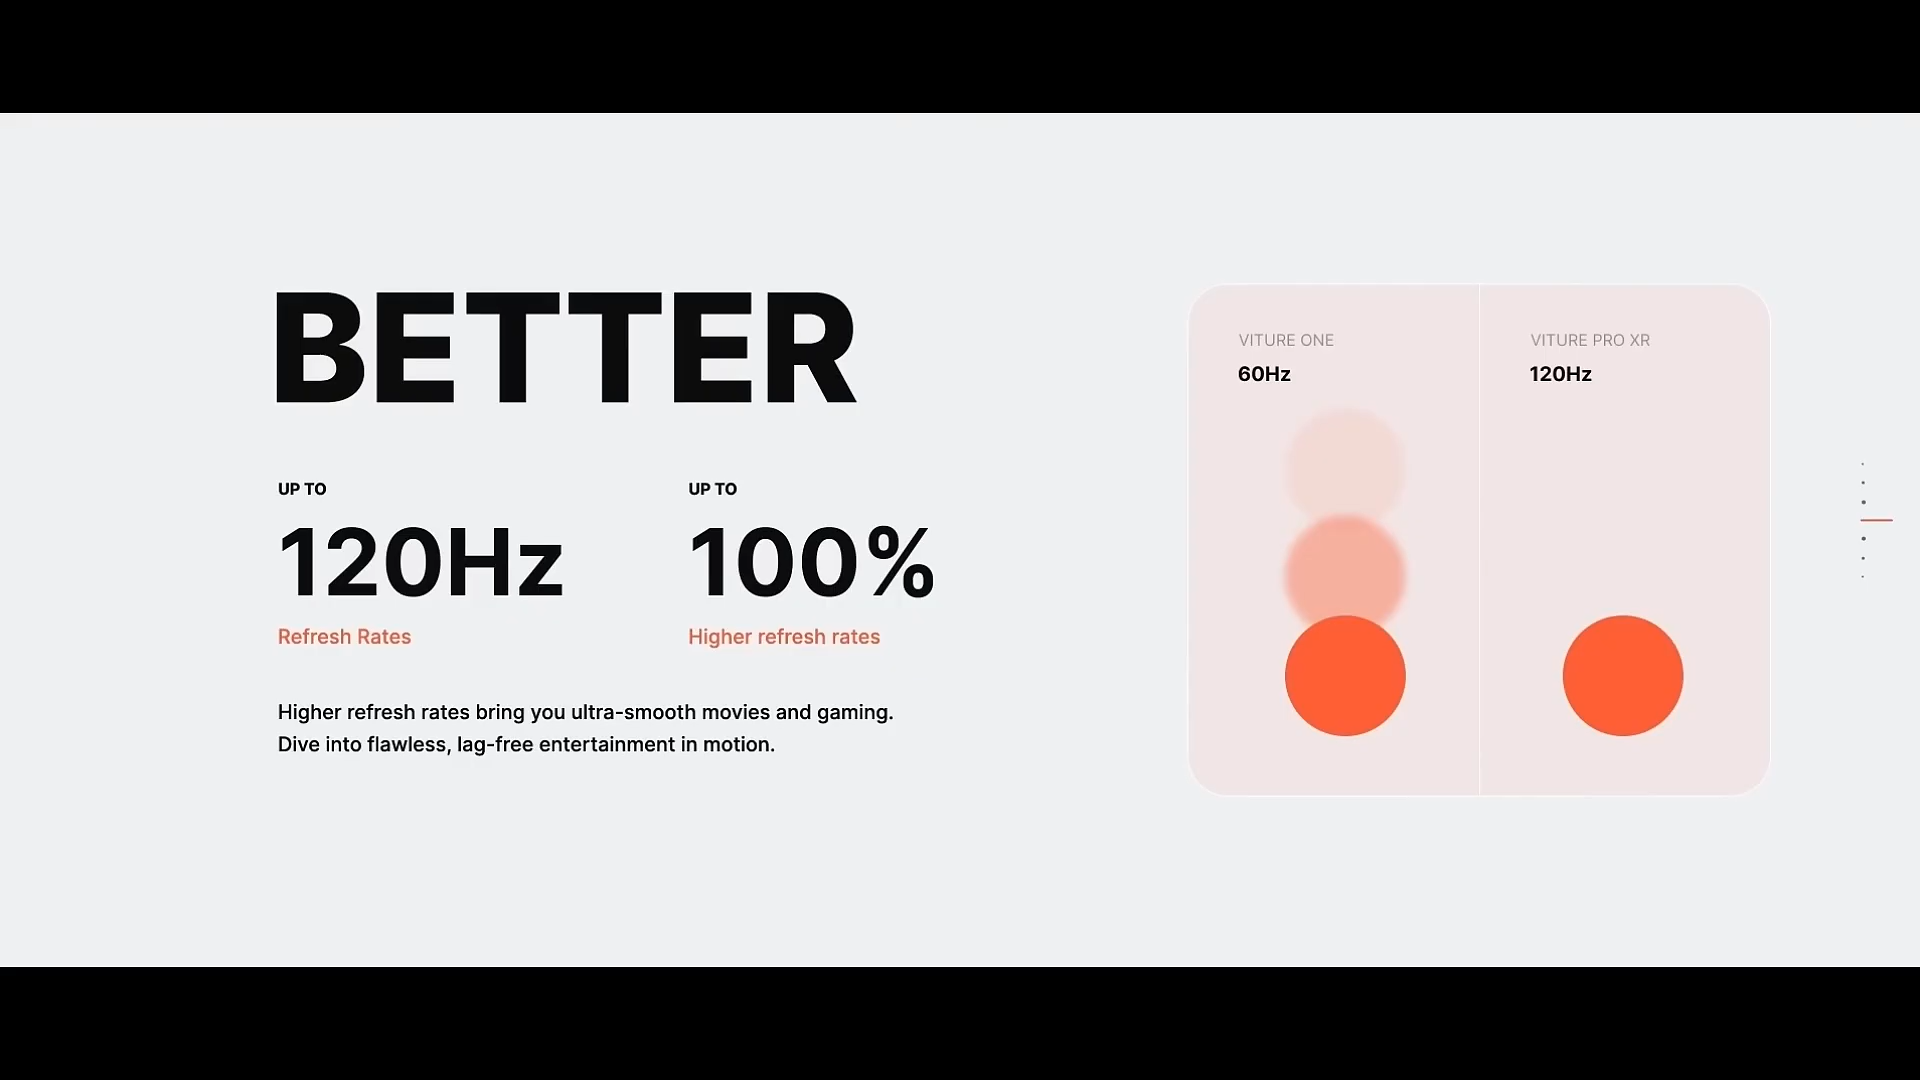 BETTER
UP TO
120Hz
Refresh Rates
UP TO
100%
Higher refresh rates
Higher refresh rates bring you ultra-smooth movies and gaming.
Dive into flawless, lag-free entertainment in motion.
VITURE ONE
60Hz
VITURE PRO XR
120Hz